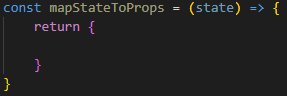 const mapStateToProps = (state) => {
    return {

    }
}